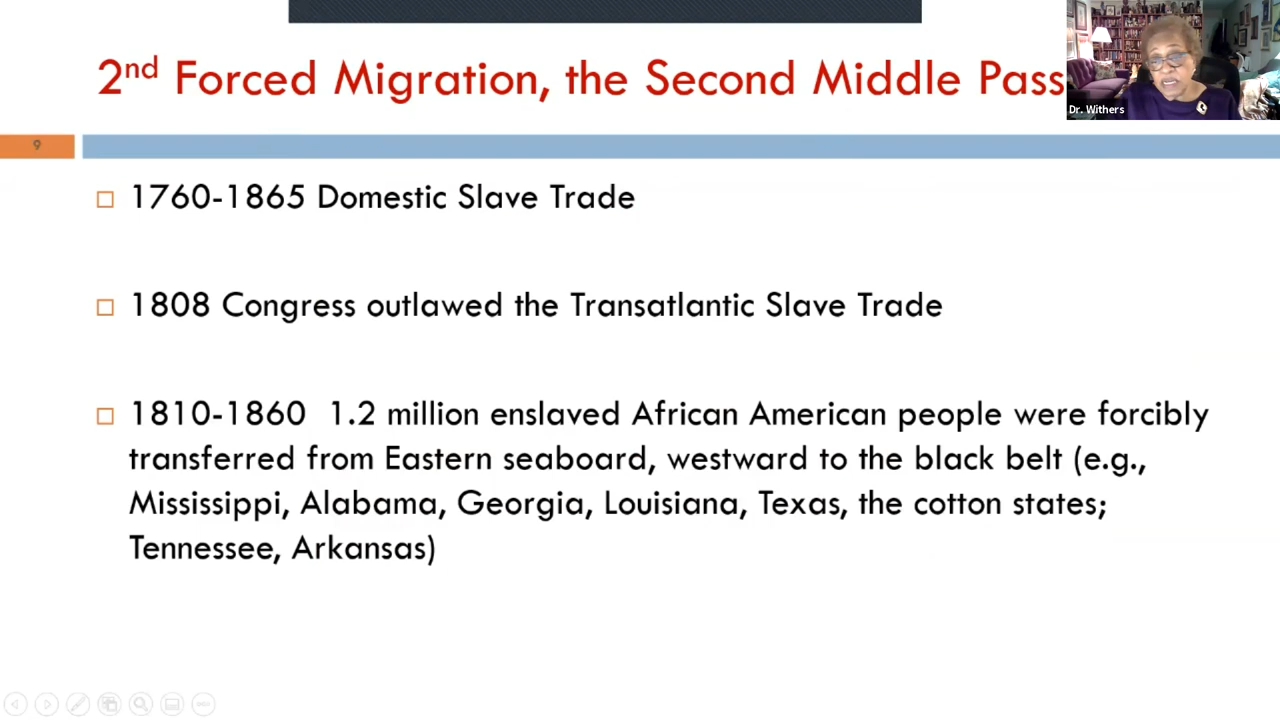 2nd Forced Migration, the Second Middle Pass
Dr. Withers
9
1760-1865 Domestic Slave Trade
1808 Congress outlawed the Transatlantic Slave Trade
1810-1860 1.2 million enslaved African American people were forcibly
transferred from Eastern seaboard, westward to the black belt (e.g.,
Mississippi, Alabama, Georgia, Louisiana, Texas, the cotton states;
Tennessee, Arkansas)